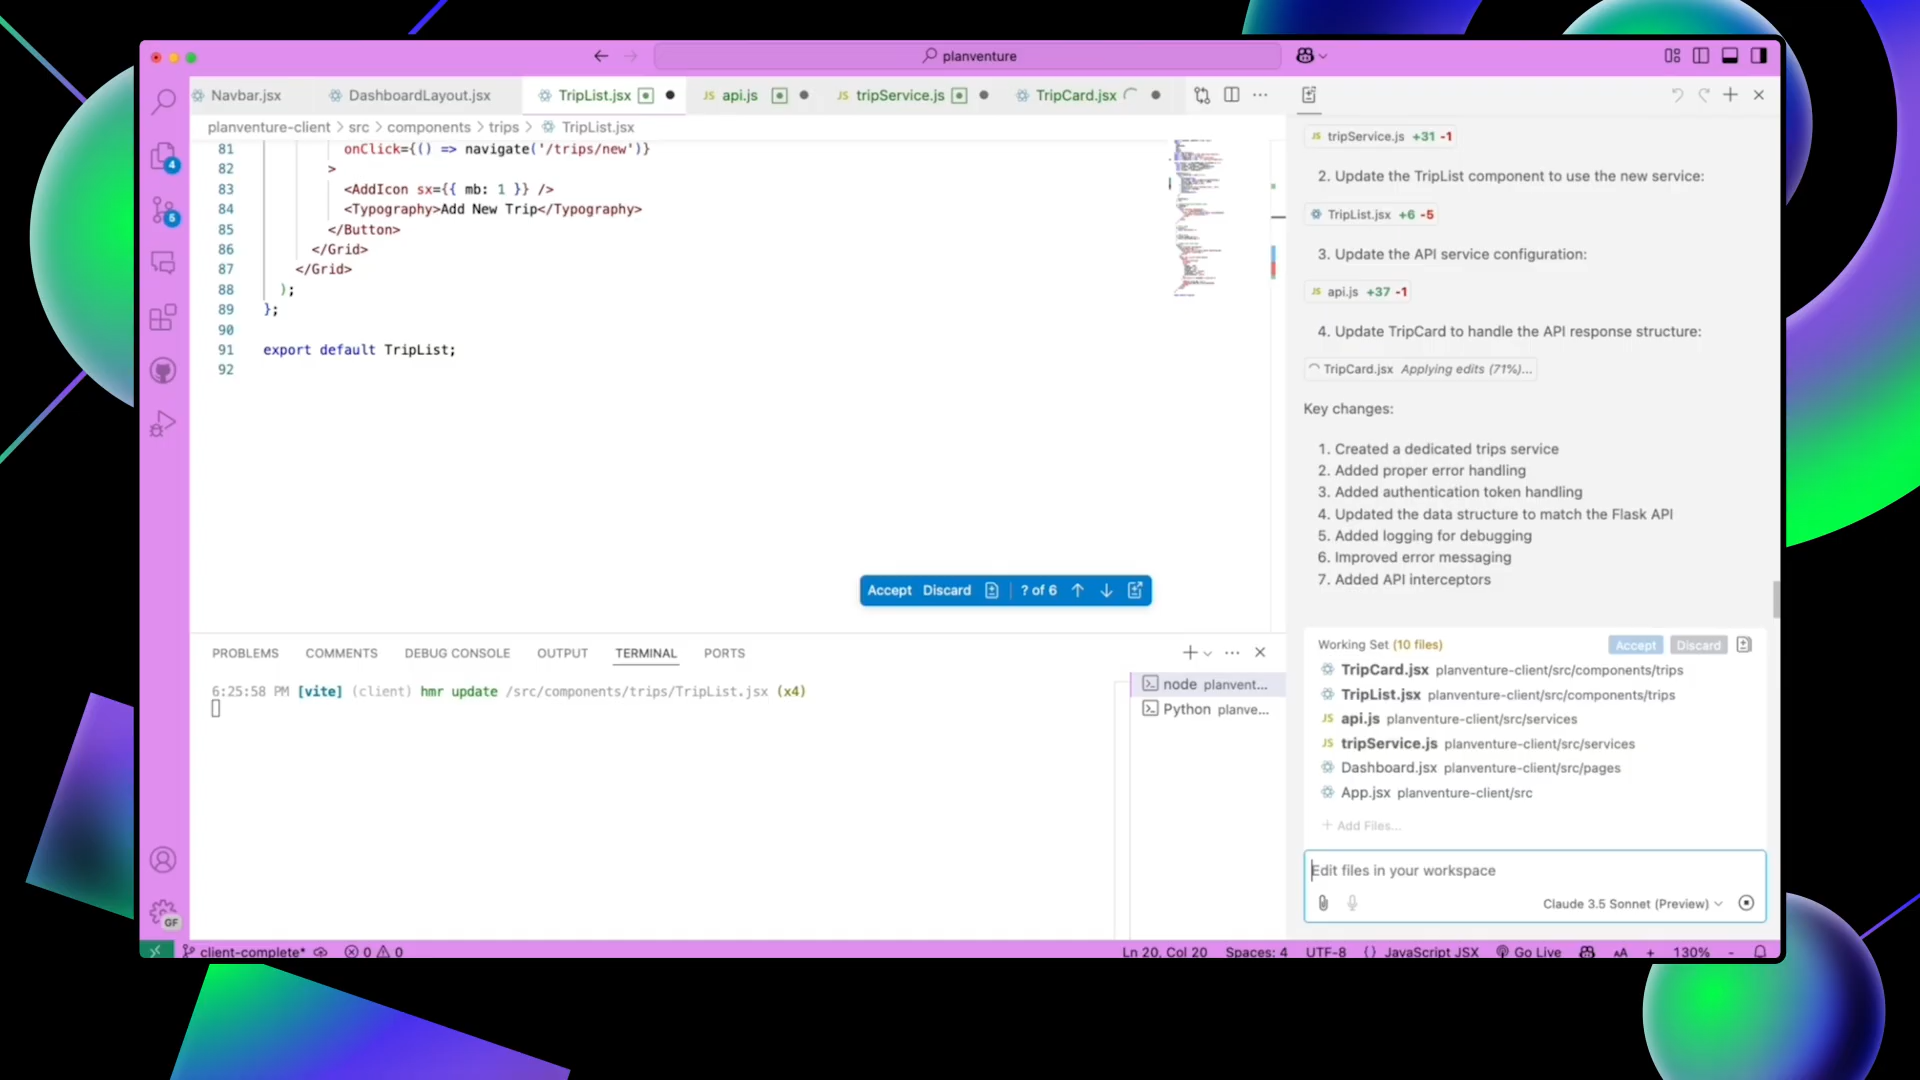 planventure
Navbar.jsx
DashboardLayout.jsx
TripList.jsx
JS api.js
JS tripService.js
TripCard.jsx
planventure-client > src > components > trips > TripList.jsx
81 onClick={() => navigate('/trips/new')}
82 >
83 <AddIcon sx={{ mb: 1 }} />
84 <Typography>Add New Trip</Typography>
85 </Button>
86 </Grid>
87 </Grid>
88 );
89 };
90
91 export default TripList;
92
Accept Discard ? of 6
PROBLEMS COMMENTS DEBUG CONSOLE OUTPUT TERMINAL PORTS
6:25:58 PM [vite] (client) hmr update /src/components/trips/TripList.jsx (x4)
node planvent...
Python planve...
JS tripService.js +31 -1
2. Update the TripList component to use the new service:
TripList.jsx +6 -5
3. Update the API service configuration:
JS api.js +37 -1
4. Update TripCard to handle the API response structure:
TripCard.jsx Applying edits (71%)...
Key changes:
1. Created a dedicated trips service
2. Added proper error handling
3. Added authentication token handling
4. Updated the data structure to match the Flask API
5. Added logging for debugging
6. Improved error messaging
7. Added API interceptors
Working Set (10 files) Accept Discard
TripCard.jsx planventure-client/src/components/trips
TripList.jsx planventure-client/src/components/trips
JS api.js planventure-client/src/services
JS tripService.js planventure-client/src/services
Dashboard.jsx planventure-client/src/pages
App.jsx planventure-client/src
+ Add Files...
Edit files in your workspace
Claude 3.5 Sonnet (Preview)
4
5
GF
client-complete* 0 0
Ln 20, Col 20 Spaces: 4 UTF-8 {} JavaScript JSX Go Live AA + 130% -